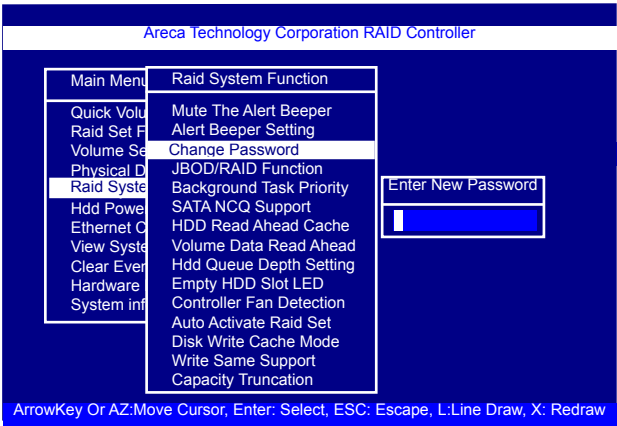 Areca Technology Corporation RAID Controller
Main Menu
Quick Volu
Raid Set F
Volume Se
Physical D
Raid Syste
Hdd Powe
Ethernet C
View Syste
Clear Even
Hardware
System inf
Raid System Function
Mute The Alert Beeper
Alert Beeper Setting
Change Password
JBOD/RAID Function
Background Task Priority
SATA NCQ Support
HDD Read Ahead Cache
Volume Data Read Ahead
Hdd Queue Depth Setting
Empty HDD Slot LED
Controller Fan Detection
Auto Activate Raid Set
Disk Write Cache Mode
Write Same Support
Capacity Truncation
Enter New Password
ArrowKey Or AZ:Move Cursor, Enter: Select, ESC: Escape, L:Line Draw, X: Redraw